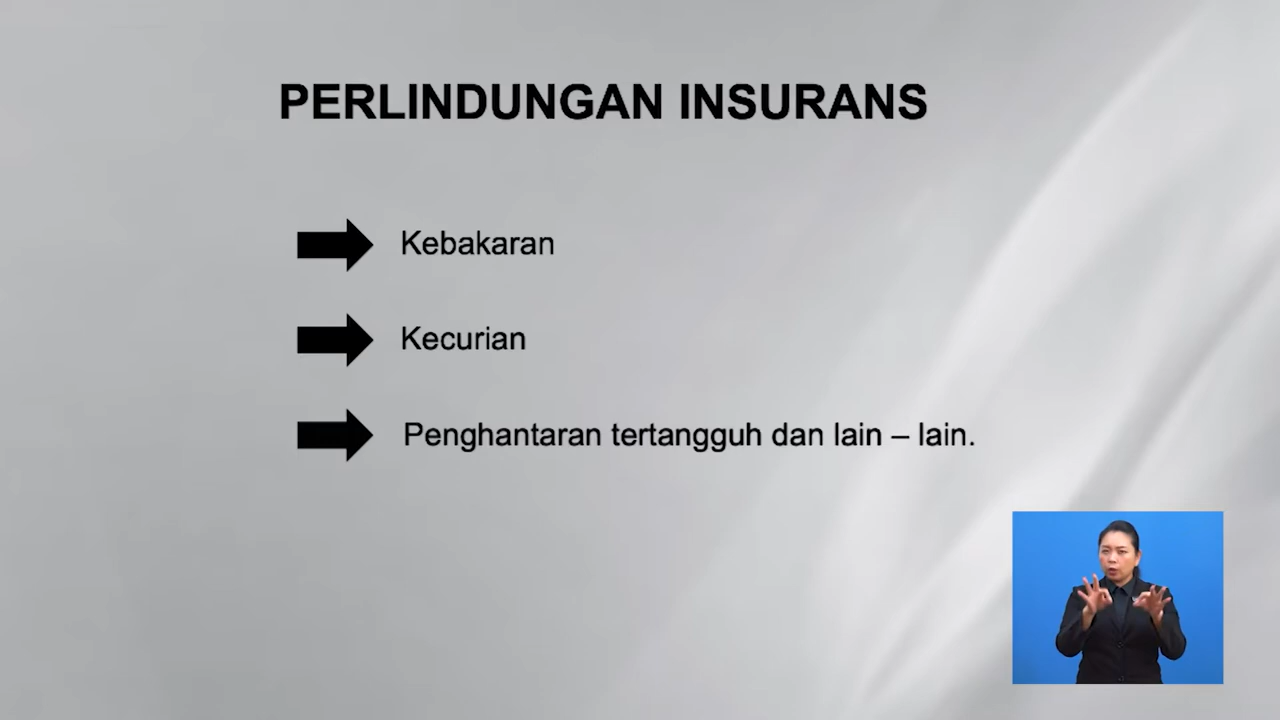 PERLINDUNGAN INSURANS
Kebakaran
Kecurian
Penghantaran tertangguh dan lain – lain.